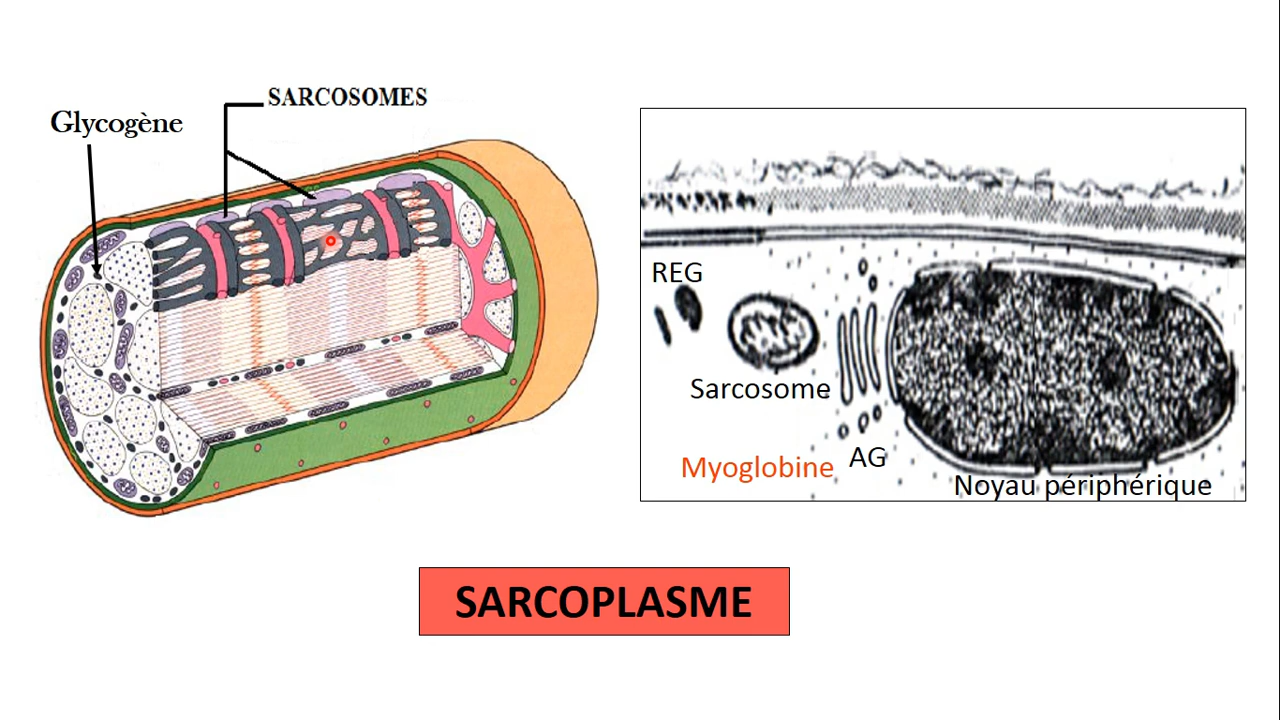 SARCOSOMES
Glycogène
REG
Sarcosome
Myoglobine
AG
Noyau périphérique
SARCOPLASME